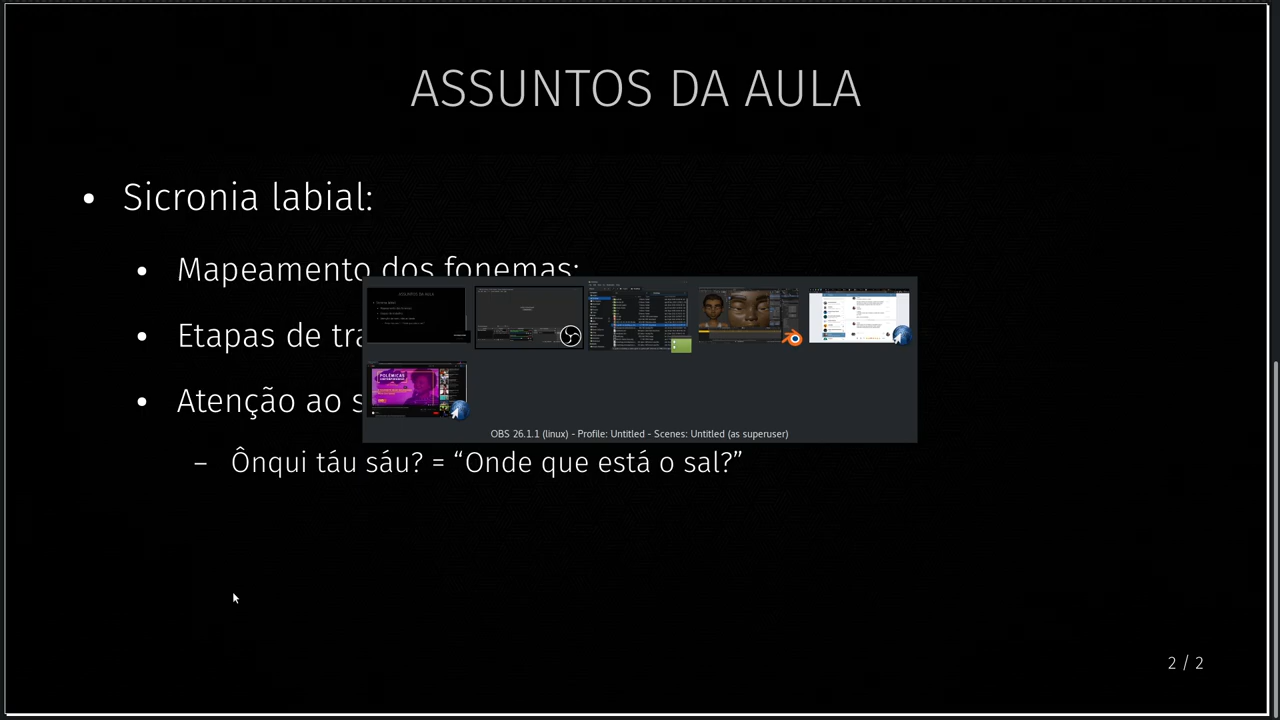 ASSUNTOS DA AULA
• Sicronia labial:
• Mapeamento dos fonemas;
• Etapas de tra
• Atenção ao s
– Ônqui táu sáu? = “Onde que está o sal?”
POLÊMICAS
OBS 26.1.1 (linux) - Profile: Untitled - Scenes: Untitled (as superuser)
2 / 2